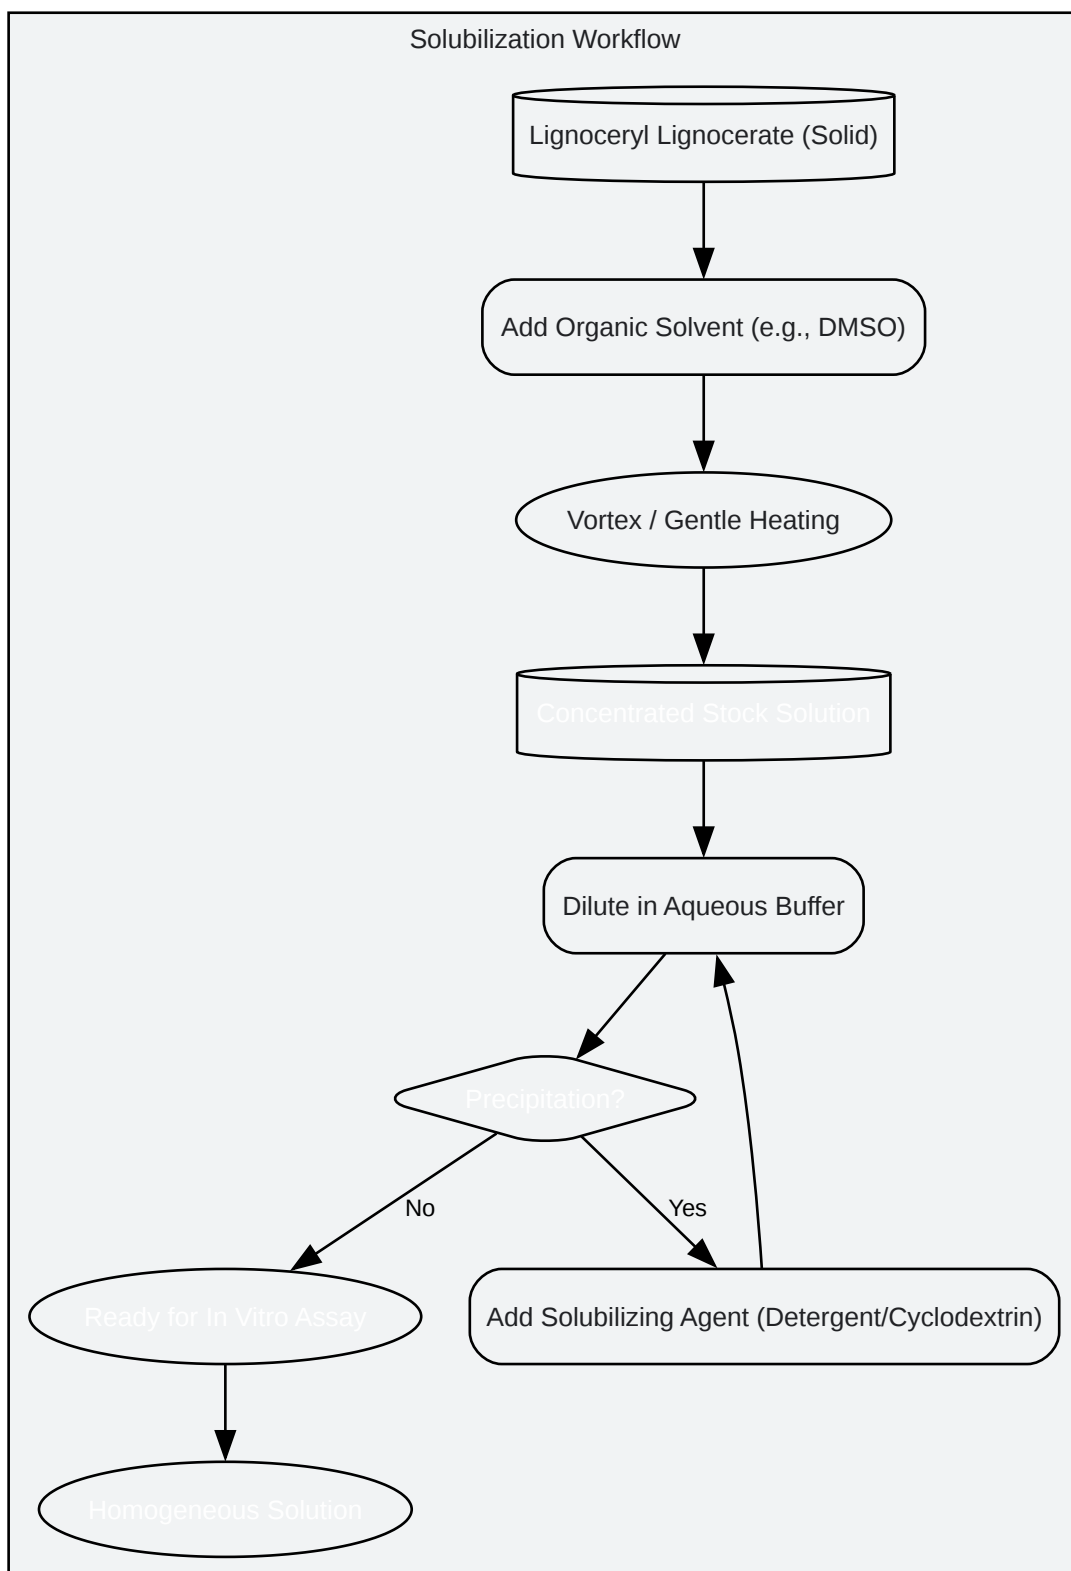 Solubilization Workflow
Lignoceryl Lignocerate (Solid)
Add Organic Solvent (e.g., DMSO)
Vortex / Gentle Heating
Concentrated Stock Solution
Dilute in Aqueous Buffer
Precipitation?
No
Yes
Ready for In Vitro Assay
Add Solubilizing Agent (Detergent/Cyclodextrin)
Homogeneous Solution